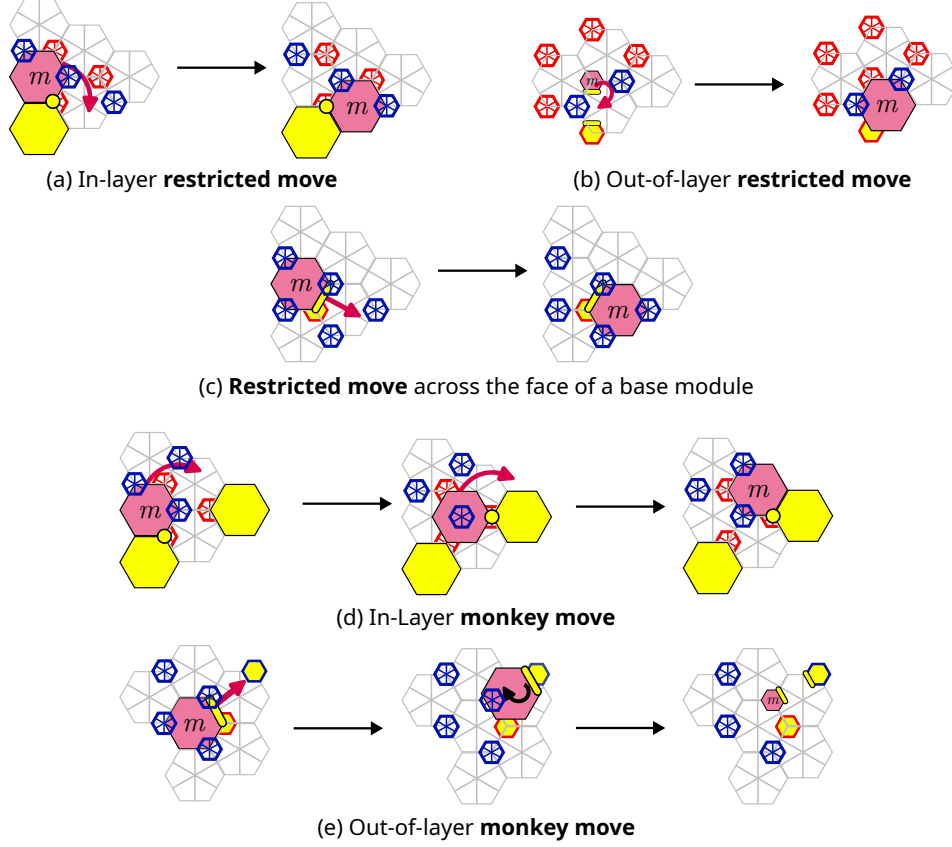 m m m m
(a) In-layer restricted move (b) Out-of-layer restricted move
m m
(c) Restricted move across the face of a base module
m m m
(d) In-Layer monkey move
m m
(e) Out-of-layer monkey move